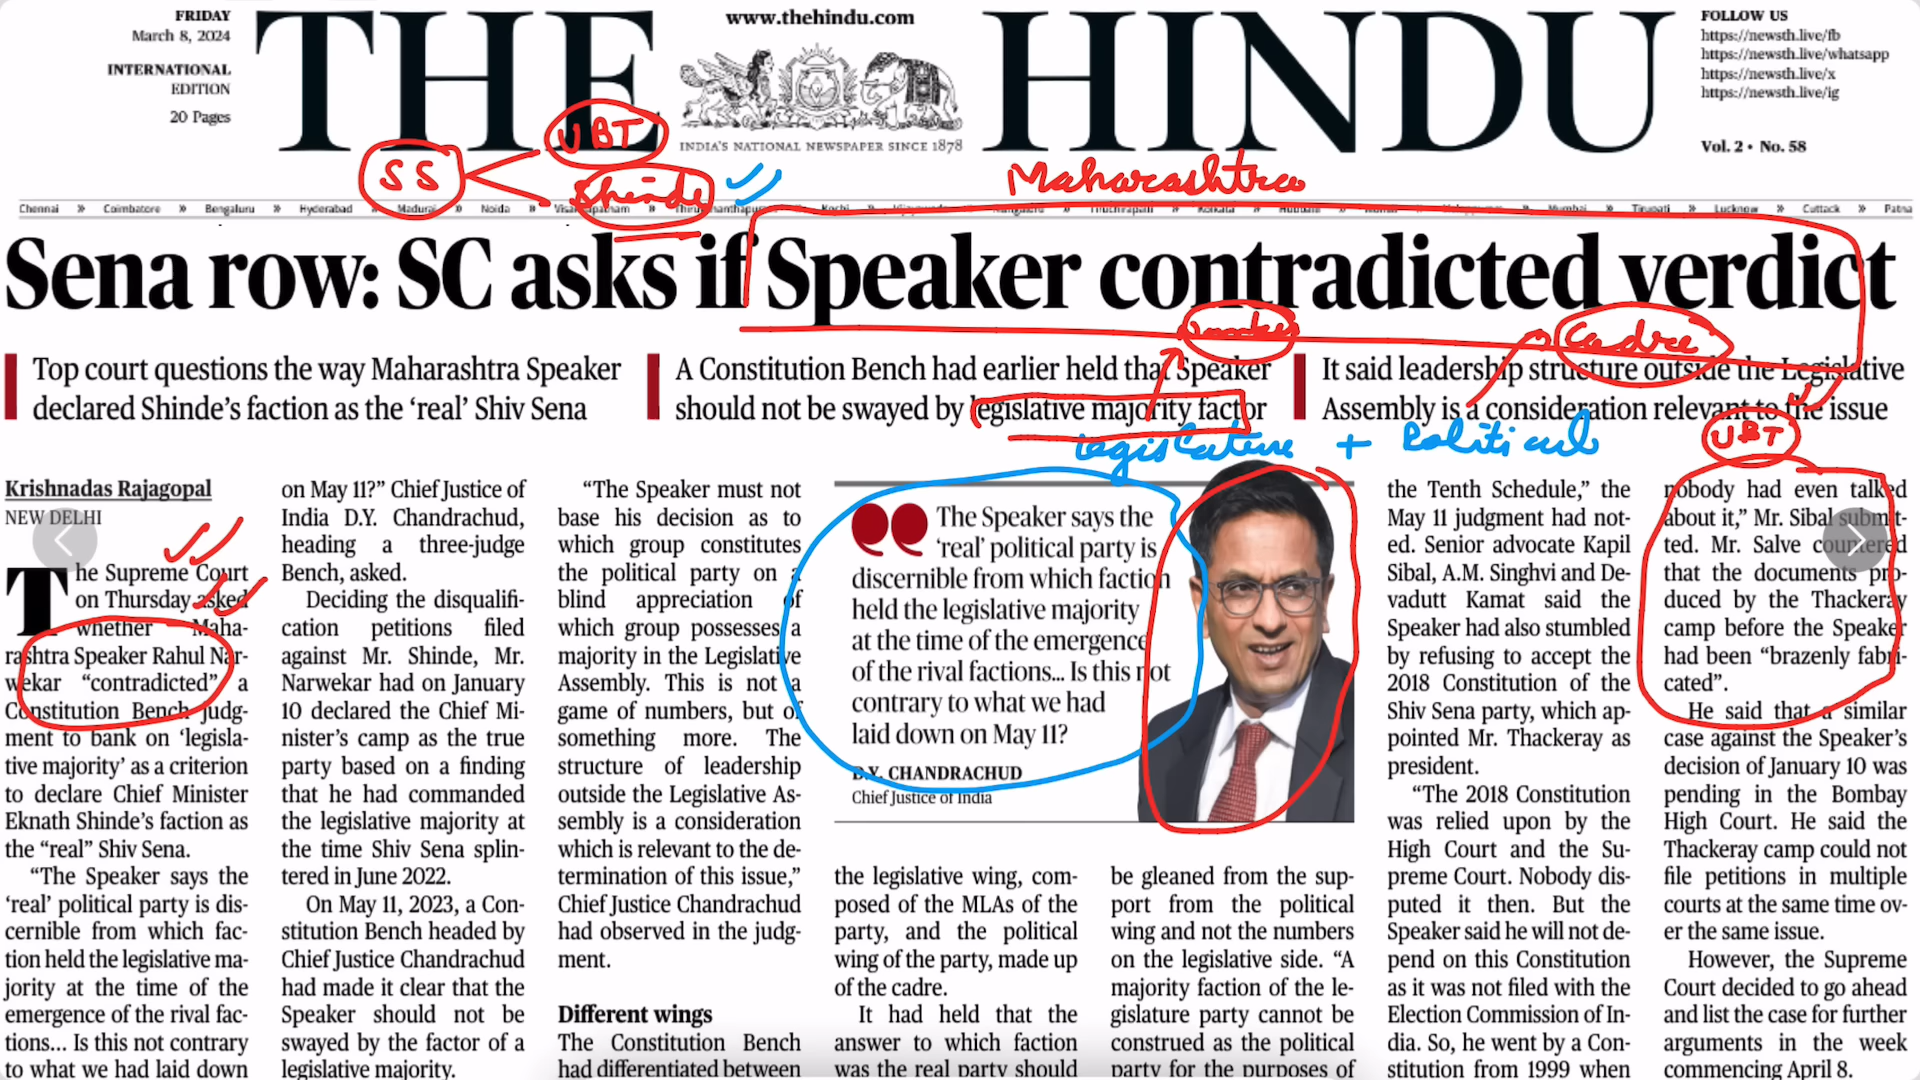 FRIDAY
March 8, 2024
INTERNATIONAL
EDITION
20 Pages
THE HINDU
www.thehindu.com
INDIA'S NATIONAL NEWSPAPER SINCE 1878
FOLLOW US
https://newsth.live/fb
https://newsth.live/whatsapp
https://newsth.live/x
https://newsth.live/ig
Vol. 2 • No. 58
SS
UBT
Shinde
Maharashtra
Chennai » Coimbatore » Bengaluru » Hyderabad » Madurai » Noida » Visakhapatnam » Thiruvananthapuram » Kochi » Mumbai » Tirupati » Lucknow » Cuttack » Patna
Sena row: SC asks if Speaker contradicted verdict
Cadre
Top court questions the way Maharashtra Speaker
declared Shinde's faction as the 'real' Shiv Sena
A Constitution Bench had earlier held that Speaker
should not be swayed by legislative majority factor
It said leadership structure outside the Legislative
Assembly is a consideration relevant to the issue
Legislature + Political
UBT
Krishnadas Rajagopal
NEW DELHI
The Supreme Court
on Thursday asked
whether Maha-
rashtra Speaker Rahul Nar-
wekar “contradicted” a
Constitution Bench judg-
ment to bank on ‘legisla-
tive majority’ as a criterion
to declare Chief Minister
Eknath Shinde's faction as
the “real” Shiv Sena.
“The Speaker says the
‘real’ political party is dis-
cernible from which fac-
tion held the legislative ma-
jority at the time of the
emergence of the rival fac-
tions... Is this not contrary
to what we had laid down
on May 11?” Chief Justice of
India D.Y. Chandrachud,
heading a three-judge
Bench, asked.
Deciding the disqualifi-
cation petitions filed
against Mr. Shinde, Mr.
Narwekar had on January
10 declared the Chief Mi-
nister's camp as the true
party based on a finding
that he had commanded
the legislative majority at
the time Shiv Sena splin-
tered in June 2022.
On May 11, 2023, a Con-
stitution Bench headed by
Chief Justice Chandrachud
had made it clear that the
Speaker should not be
swayed by the factor of a
legislative majority.
“The Speaker must not
base his decision as to
which group constitutes
the political party on a
blind appreciation of
which group possesses a
majority in the Legislative
Assembly. This is not a
game of numbers, but of
something more. The
structure of leadership
outside the Legislative As-
sembly is a consideration
which is relevant to the de-
termination of this issue,”
Chief Justice Chandrachud
had observed in the judg-
ment.
Different wings
The Constitution Bench
had differentiated between
The Speaker says the
‘real’ political party is
discernible from which faction
held the legislative majority
at the time of the emergence
of the rival factions... Is this not
contrary to what we had
laid down on May 11?
D.Y. CHANDRACHUD
Chief Justice of India
the legislative wing, com-
posed of the MLAs of the
party, and the political
wing of the party, made up
of the cadre.
It had held that the
answer to which faction
was the real party should
be gleaned from the sup-
port from the political
wing and not the numbers
on the legislative side. “A
majority faction of the le-
gislature party cannot be
construed as the political
party for the purposes of
the Tenth Schedule,” the
May 11 judgment had not-
ed. Senior advocate Kapil
Sibal, A.M. Singhvi and De-
vadutt Kamat said the
Speaker had also stumbled
by refusing to accept the
2018 Constitution of the
Shiv Sena party, which ap-
pointed Mr. Thackeray as
president.
“The 2018 Constitution
was relied upon by the
High Court and the Su-
preme Court. Nobody dis-
puted it then. But the
Speaker said he will not de-
pend on this Constitution
as it was not filed with the
Election Commission of In-
dia. So, he went by a Con-
stitution from 1999 when
nobody had even talked
about it,” Mr. Sibal submit-
ted. Mr. Salve countered
that the documents pro-
duced by the Thackeray
camp before the Speaker
had been “brazenly fabri-
cated”.
He said that a similar
case against the Speaker's
decision of January 10 was
pending in the Bombay
High Court. He said the
Thackeray camp could not
file petitions in multiple
courts at the same time ov-
er the same issue.
However, the Supreme
Court decided to go ahead
and list the case for further
arguments in the week
commencing April 8.